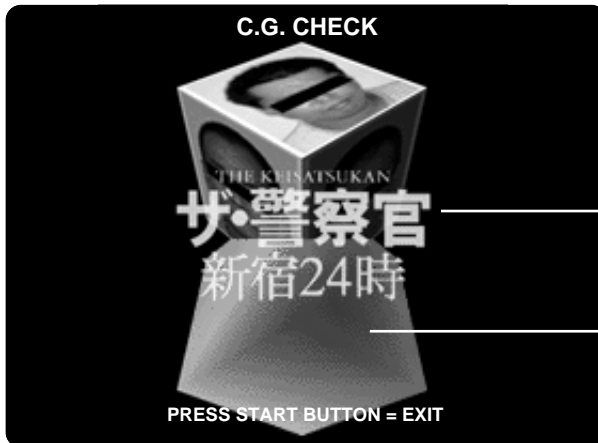 C.G. CHECK
THE KEISATSUKAN
ザ・警察官
新宿24時
PRESS START BUTTON = EXIT